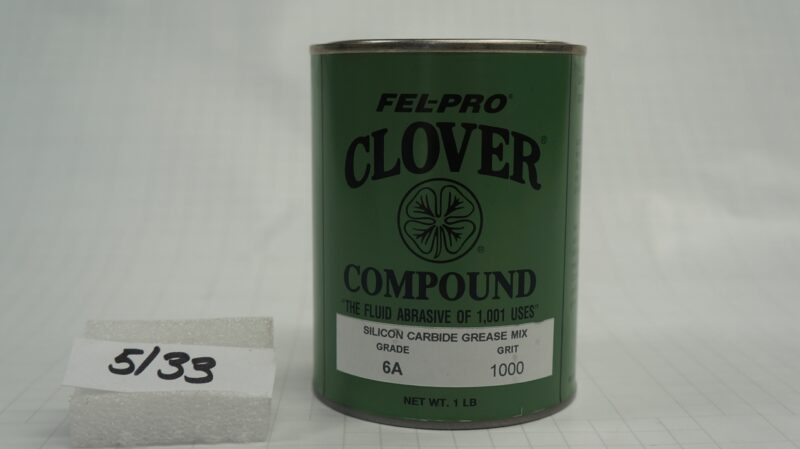 FEL-PRO®
CLOVER®
®
COMPOUND
"THE FLUID ABRASIVE OF 1,001 USES"
SILICON CARBIDE GREASE MIX
GRADE GRIT
6A 1000
NET WT. 1 LB
5/33